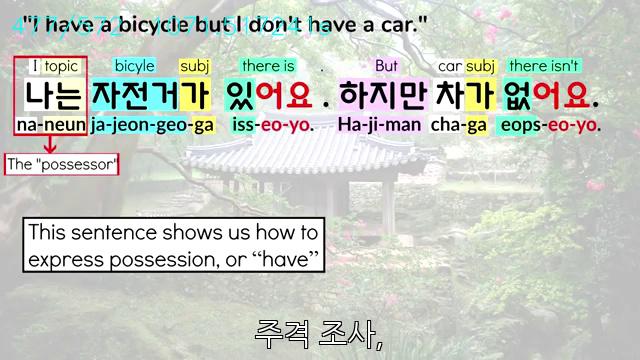 "I have a bicycle but I don't have a car."
I topic bicyle subj there is . But car subj there isn't
나는 자전거가 있어요. 하지만 차가 없어요.
na-neun ja-jeon-geo-ga iss-eo-yo. Ha-ji-man cha-ga eops-eo-yo.
The "possessor"
This sentence shows us how to
express possession, or “have”
주격 조사,